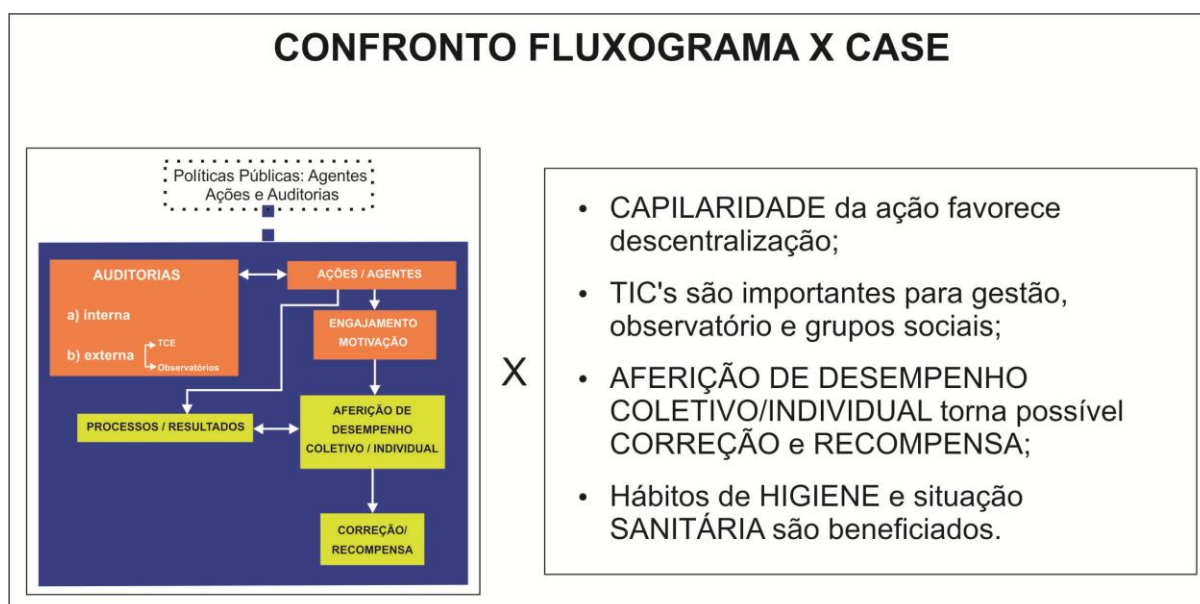 CONFRONTO FLUXOGRAMA X CASE
Políticas Públicas: Agentes
Ações e Auditorias
AUDITORIAS
a) interna
b) externa
TCE
Observatórios
AÇÕES / AGENTES
ENGAJAMENTO
MOTIVAÇÃO
PROCESSOS / RESULTADOS
AFERIÇÃO DE
DESEMPENHO
COLETIVO / INDIVIDUAL
CORREÇÃO/
RECOMPENSA
X
• CAPILARIDADE da ação favorece
descentralização;
• TIC's são importantes para gestão,
observatório e grupos sociais;
• AFERIÇÃO DE DESEMPENHO
COLETIVO/INDIVIDUAL torna possível
CORREÇÃO e RECOMPENSA;
• Hábitos de HIGIENE e situação
SANITÁRIA são beneficiados.